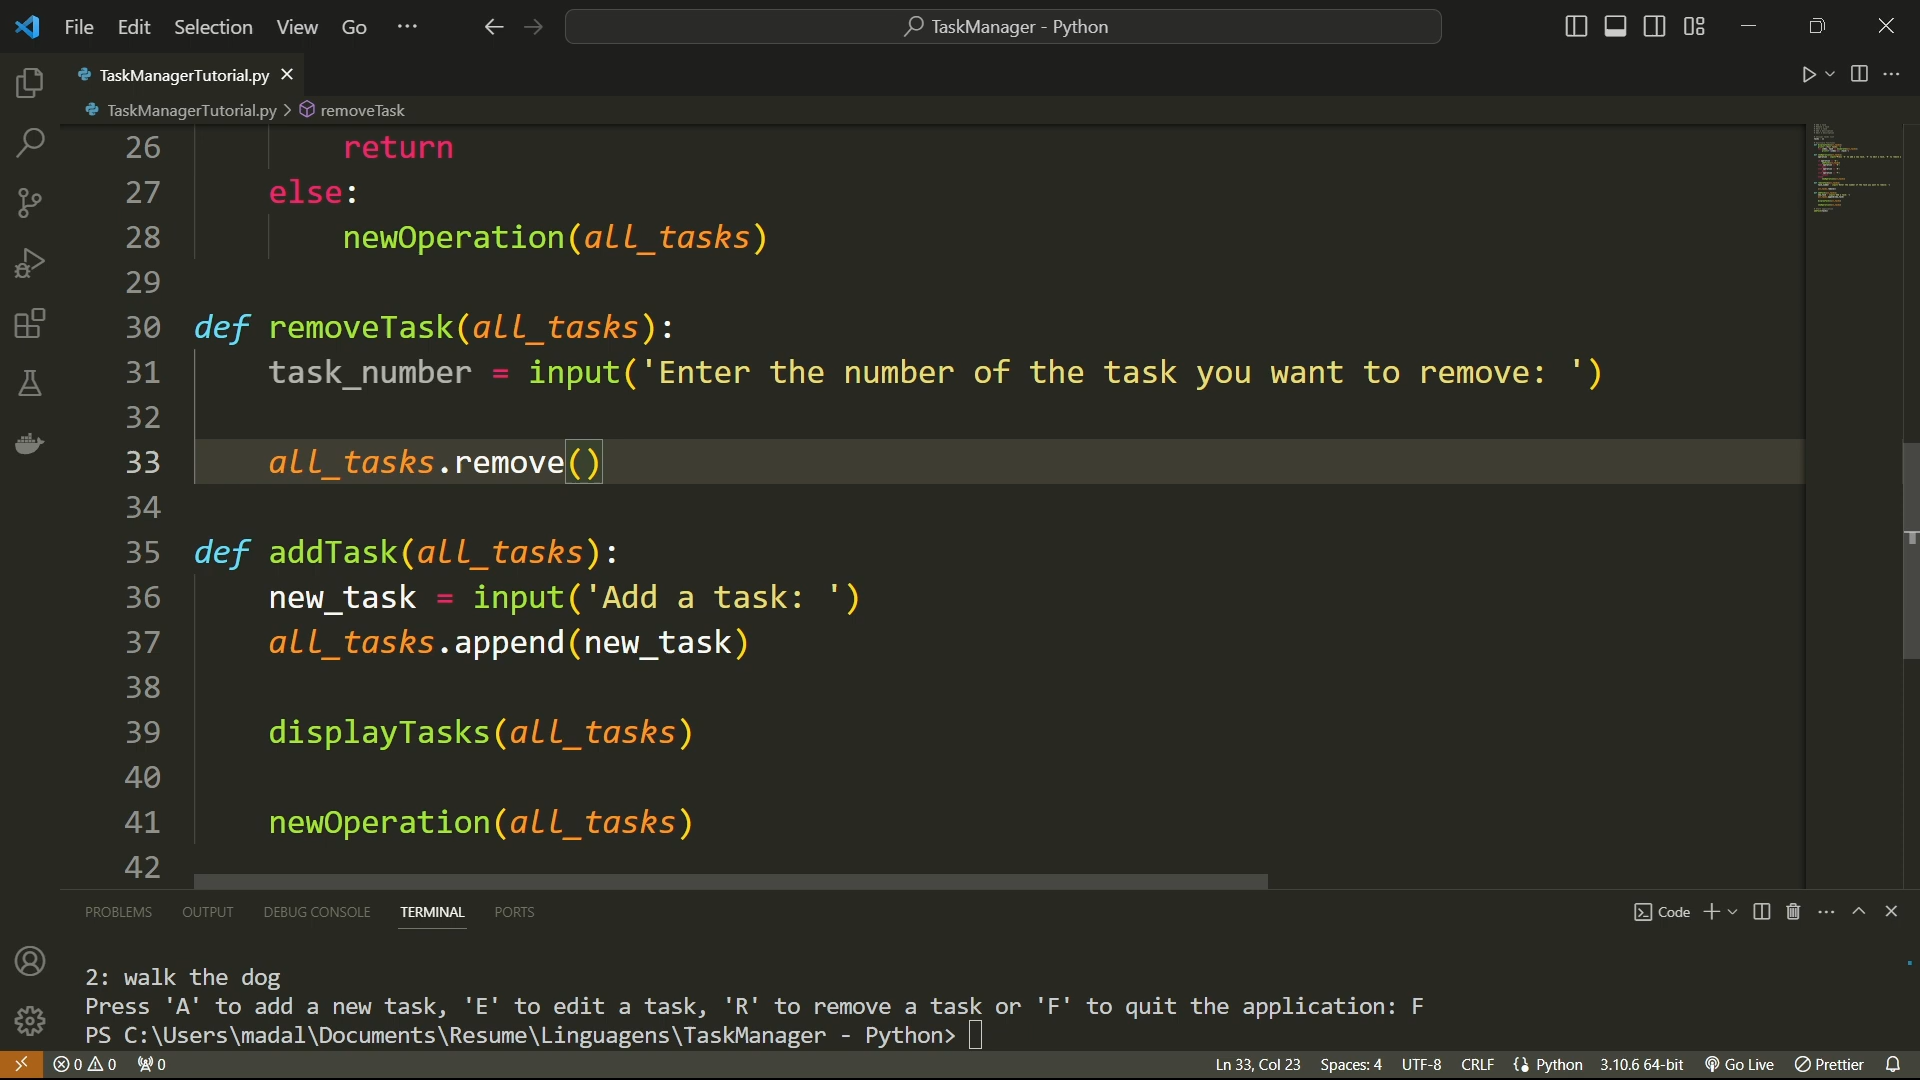 File Edit Selection View Go ··· TaskManager - Python
TaskManagerTutorial.py
TaskManagerTutorial.py > removeTask
26 return
27 else:
28 newOperation(all_tasks)
29
30 def removeTask(all_tasks):
31 task_number = input('Enter the number of the task you want to remove: ')
32
33 all_tasks.remove()
34
35 def addTask(all_tasks):
36 new_task = input('Add a task: ')
37 all_tasks.append(new_task)
38
39 displayTasks(all_tasks)
40
41 newOperation(all_tasks)
42
PROBLEMS OUTPUT DEBUG CONSOLE TERMINAL PORTS Code
2: walk the dog
Press 'A' to add a new task, 'E' to edit a task, 'R' to remove a task or 'F' to quit the application: F
PS C:\Users\madal\Documents\Resume\Linguagens\TaskManager - Python>
0 0 0 Ln 33, Col 23 Spaces: 4 UTF-8 CRLF Python 3.10.6 64-bit Go Live Prettier